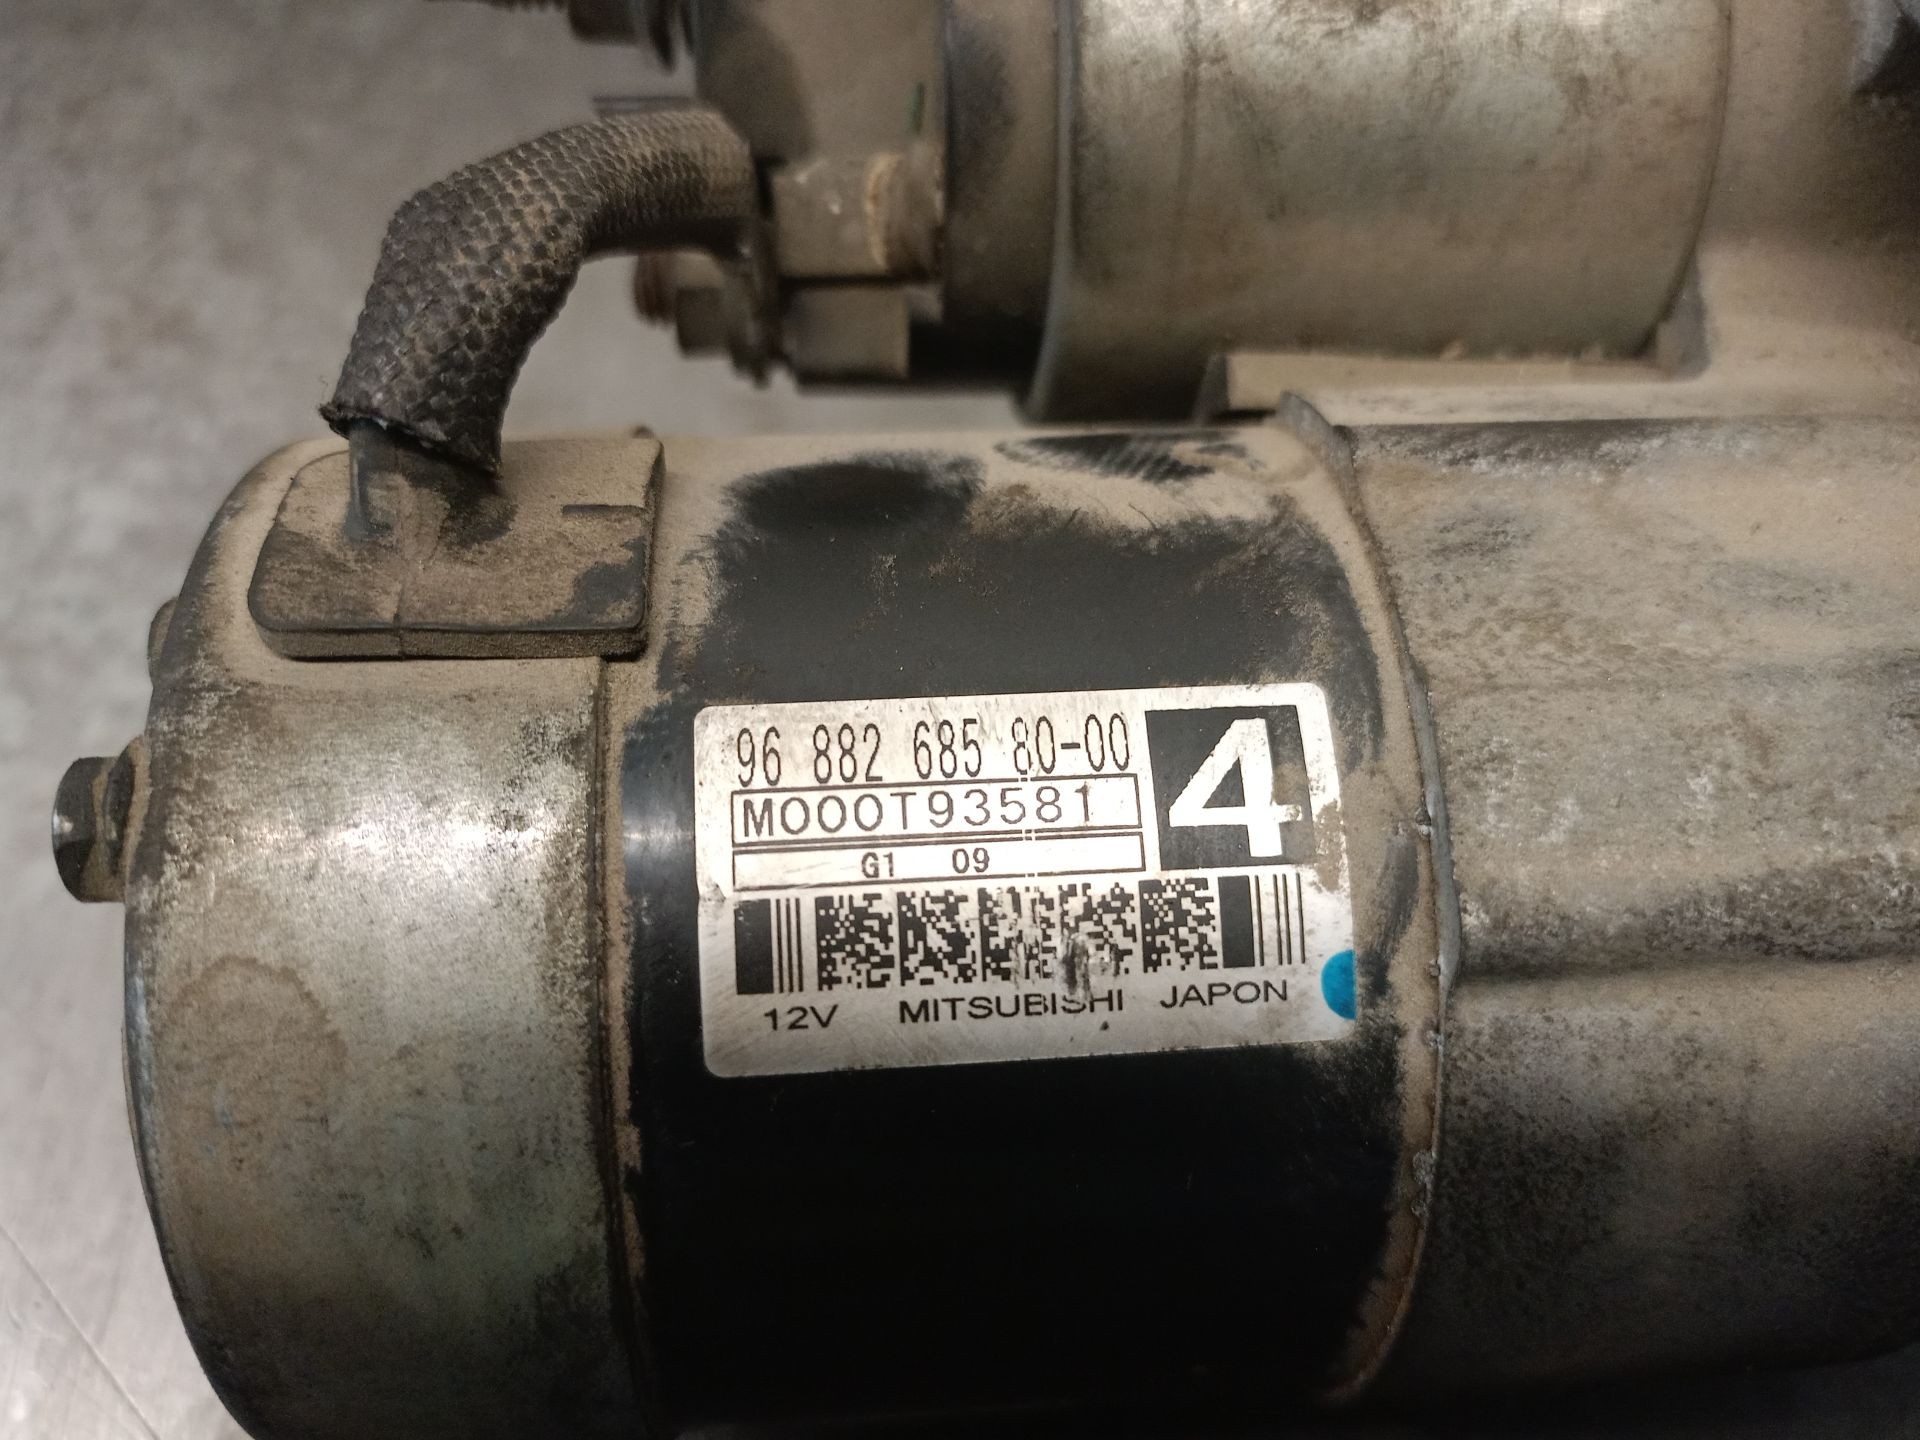 96 882 685 80-00
4
M000T93581
G1 09
12V MITSUBISHI JAPON